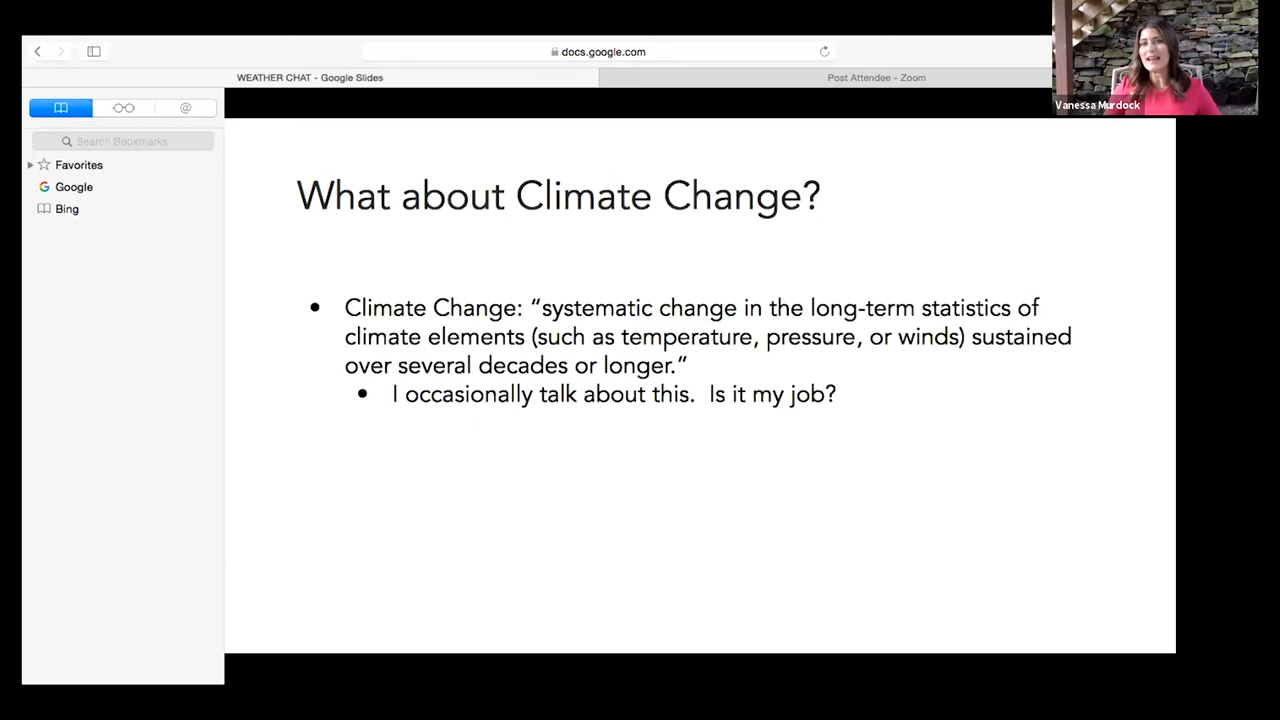 docs.google.com
WEATHER CHAT - Google Slides
Post Attendee - Zoom
Vanessa Murdock
Search Bookmarks
Favorites
Google
Bing
What about Climate Change?
• Climate Change: “systematic change in the long-term statistics of
climate elements (such as temperature, pressure, or winds) sustained
over several decades or longer.”
• I occasionally talk about this.  Is it my job?